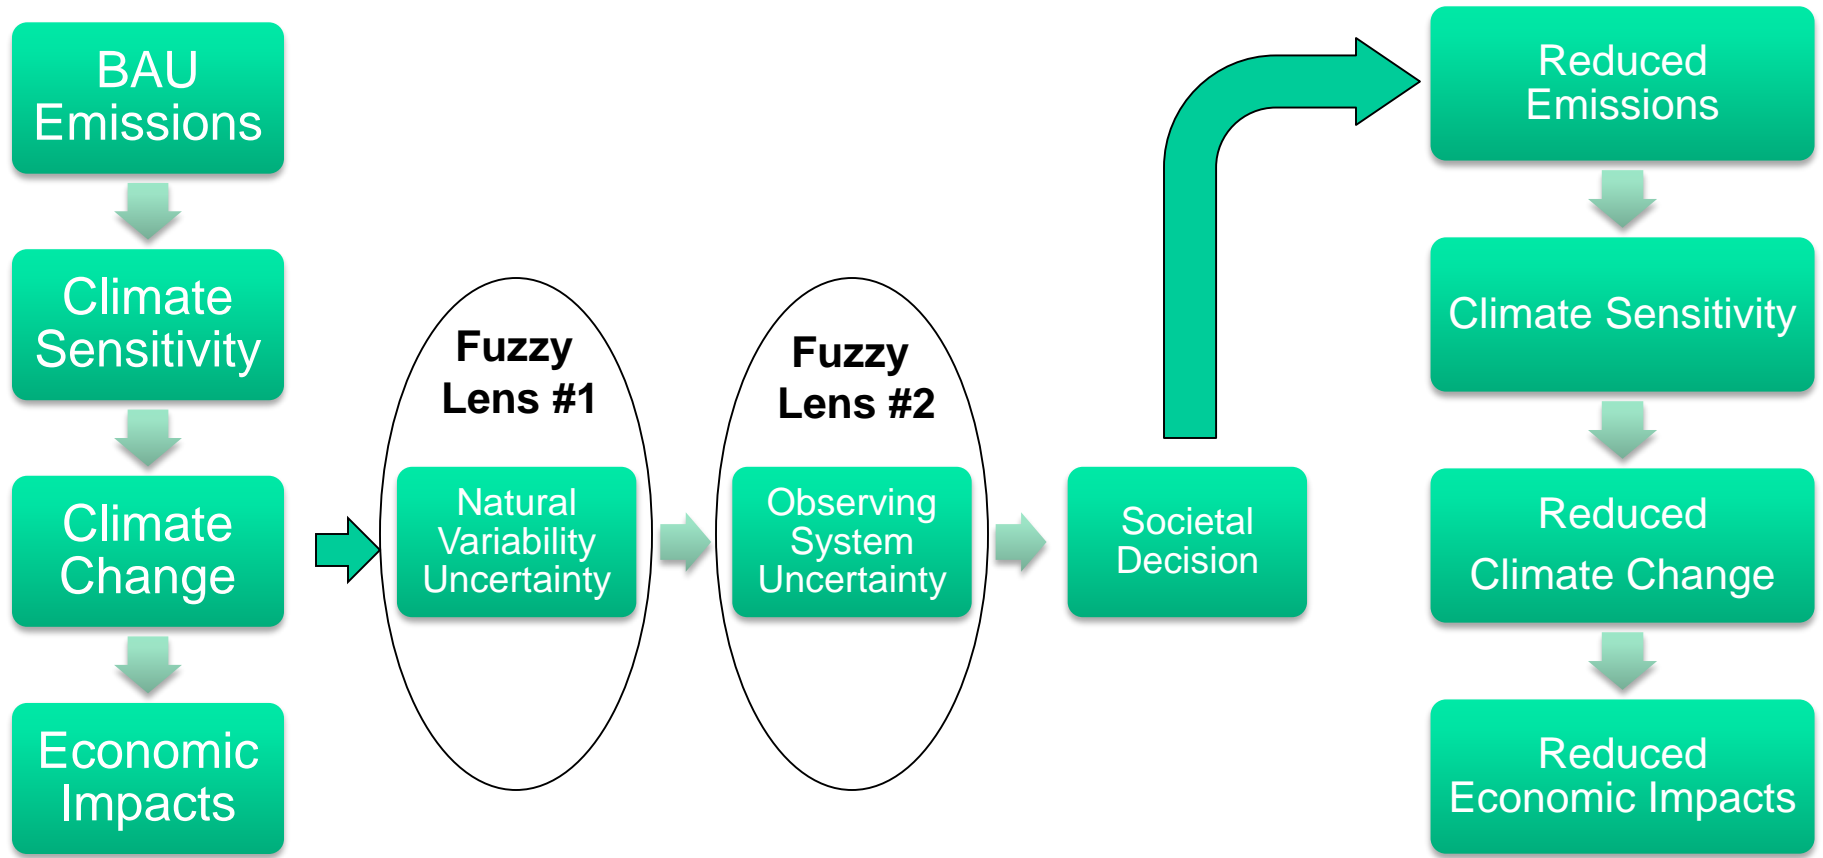 BAU
Emissions
Climate
Sensitivity
Climate
Change
Economic
Impacts
Fuzzy
Lens #1
Natural
Variability
Uncertainty
Fuzzy
Lens #2
Observing
System
Uncertainty
Societal
Decision
Reduced
Emissions
Climate Sensitivity
Reduced
Climate Change
Reduced
Economic Impacts